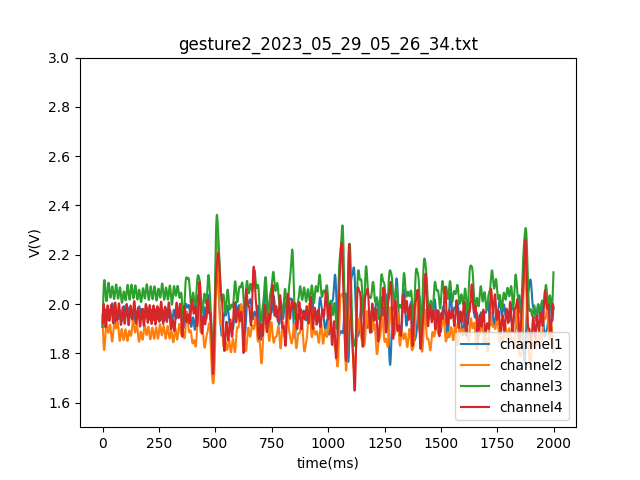 gesture2_2023_05_29_05_26_34.txt
3.0
2.8
2.6
2.4
2.2
2.0
1.8
1.6
V(V)
channel1
channel2
channel3
channel4
0 250 500 750 1000 1250 1500 1750 2000
time(ms)